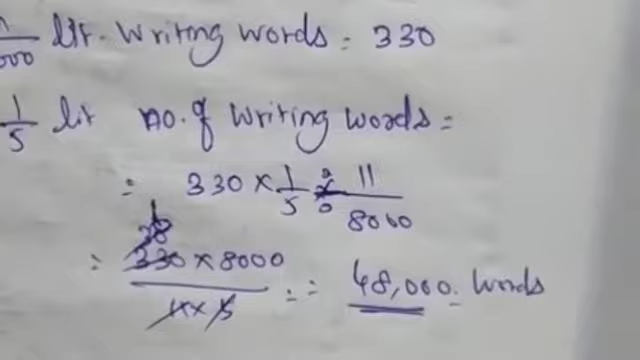 /000 lit. writing words = 330
1/5 lit no. of writing words =
= 330 × 1/5 ÷ 11/8000
= 330 × 8000 / 11 × 5 = = 48,000. words